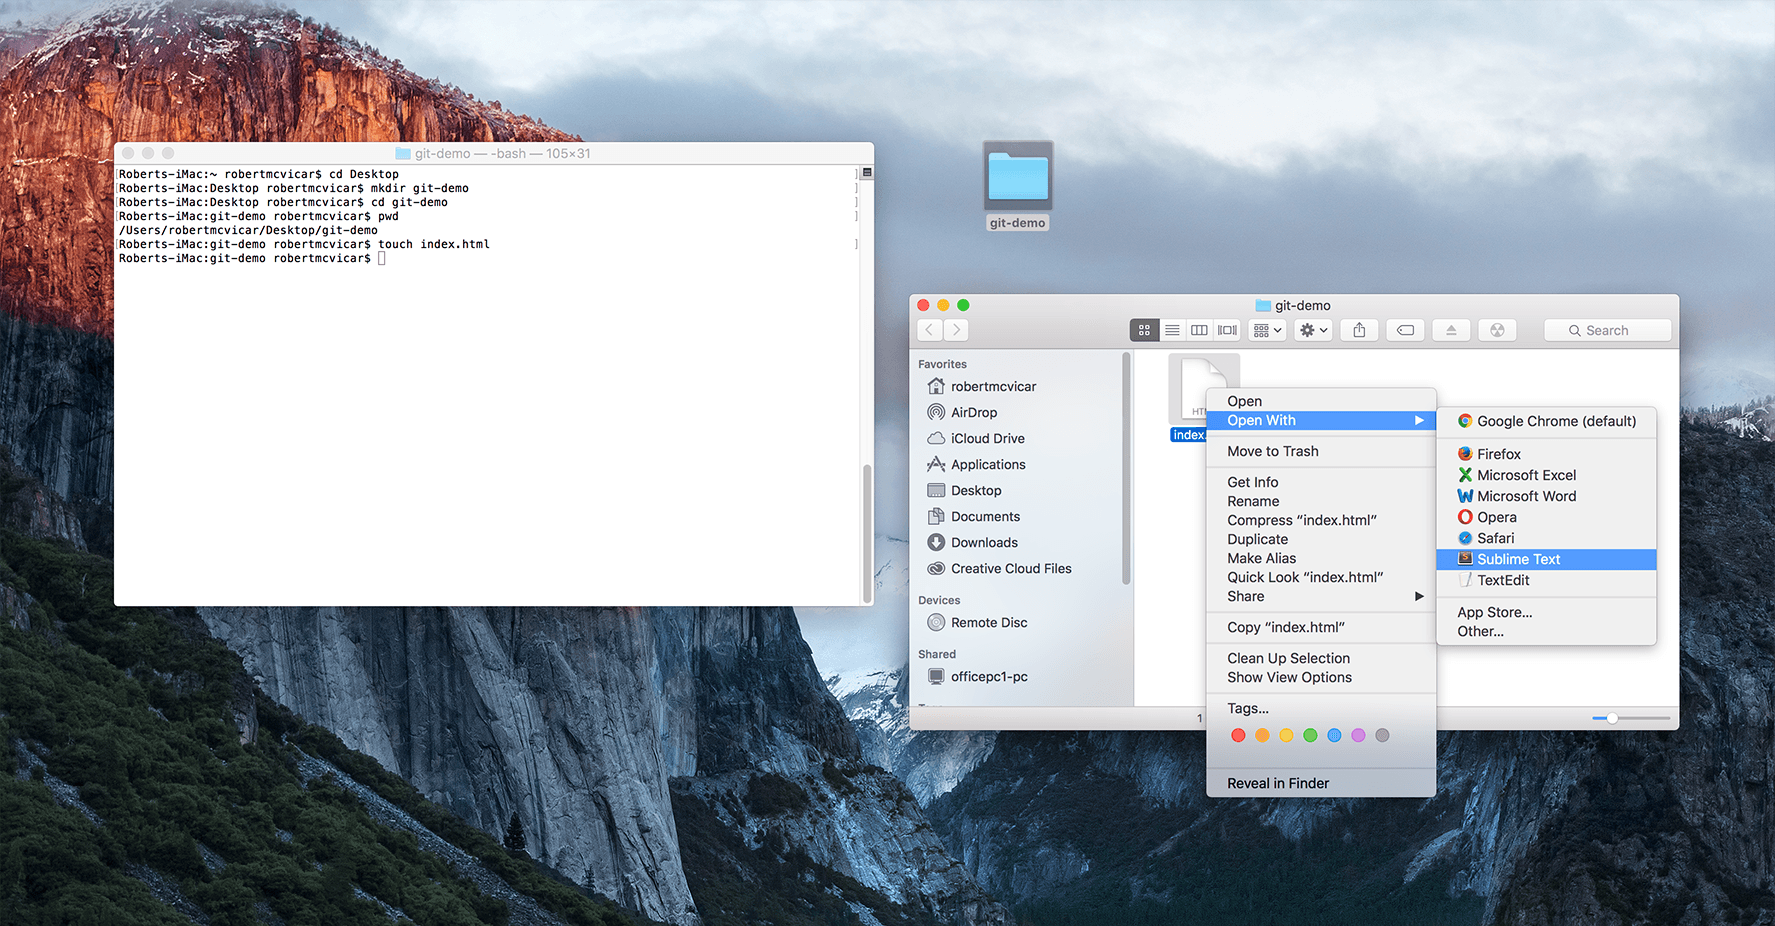 git-demo — -bash — 105×31
Roberts-iMac:~ robertmcvicar$ cd Desktop
Roberts-iMac:Desktop robertmcvicar$ mkdir git-demo
Roberts-iMac:Desktop robertmcvicar$ cd git-demo
Roberts-iMac:git-demo robertmcvicar$ pwd
/Users/robertmcvicar/Desktop/git-demo
Roberts-iMac:git-demo robertmcvicar$ touch index.html
Roberts-iMac:git-demo robertmcvicar$
git-demo
git-demo
Search
Favorites
robertmcvicar
AirDrop
iCloud Drive
Applications
Desktop
Documents
Downloads
Creative Cloud Files
Devices
Remote Disc
Shared
officepc1-pc
index.
1
Open
Open With
Move to Trash
Get Info
Rename
Compress “index.html”
Duplicate
Make Alias
Quick Look “index.html”
Share
Copy “index.html”
Clean Up Selection
Show View Options
Tags...
Reveal in Finder
Google Chrome (default)
Firefox
Microsoft Excel
Microsoft Word
Opera
Safari
Sublime Text
TextEdit
App Store...
Other...